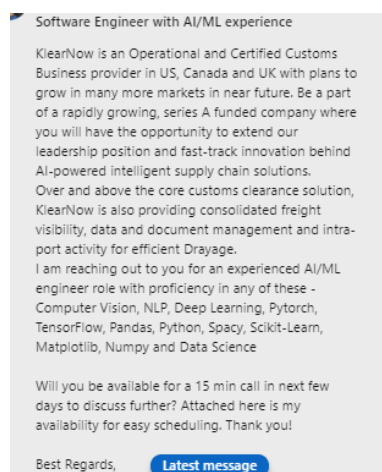 Software Engineer with AI/ML experience
KlearNow is an Operational and Certified Customs
Business provider in US, Canada and UK with plans to
grow in many more markets in near future. Be a part
of a rapidly growing, series A funded company where
you will have the opportunity to extend our
leadership position and fast-track innovation behind
AI-powered intelligent supply chain solutions.
Over and above the core customs clearance solution,
KlearNow is also providing consolidated freight
visibility, data and document management and intra-
port activity for efficient Drayage.
I am reaching out to you for an experienced AI/ML
engineer role with proficiency in any of these -
Computer Vision, NLP, Deep Learning, Pytorch,
TensorFlow, Pandas, Python, Spacy, Scikit-Learn,
Matplotlib, Numpy and Data Science
Will you be available for a 15 min call in next few
days to discuss further? Attached here is my
availability for easy scheduling. Thank you!
Best Regards,
Latest message